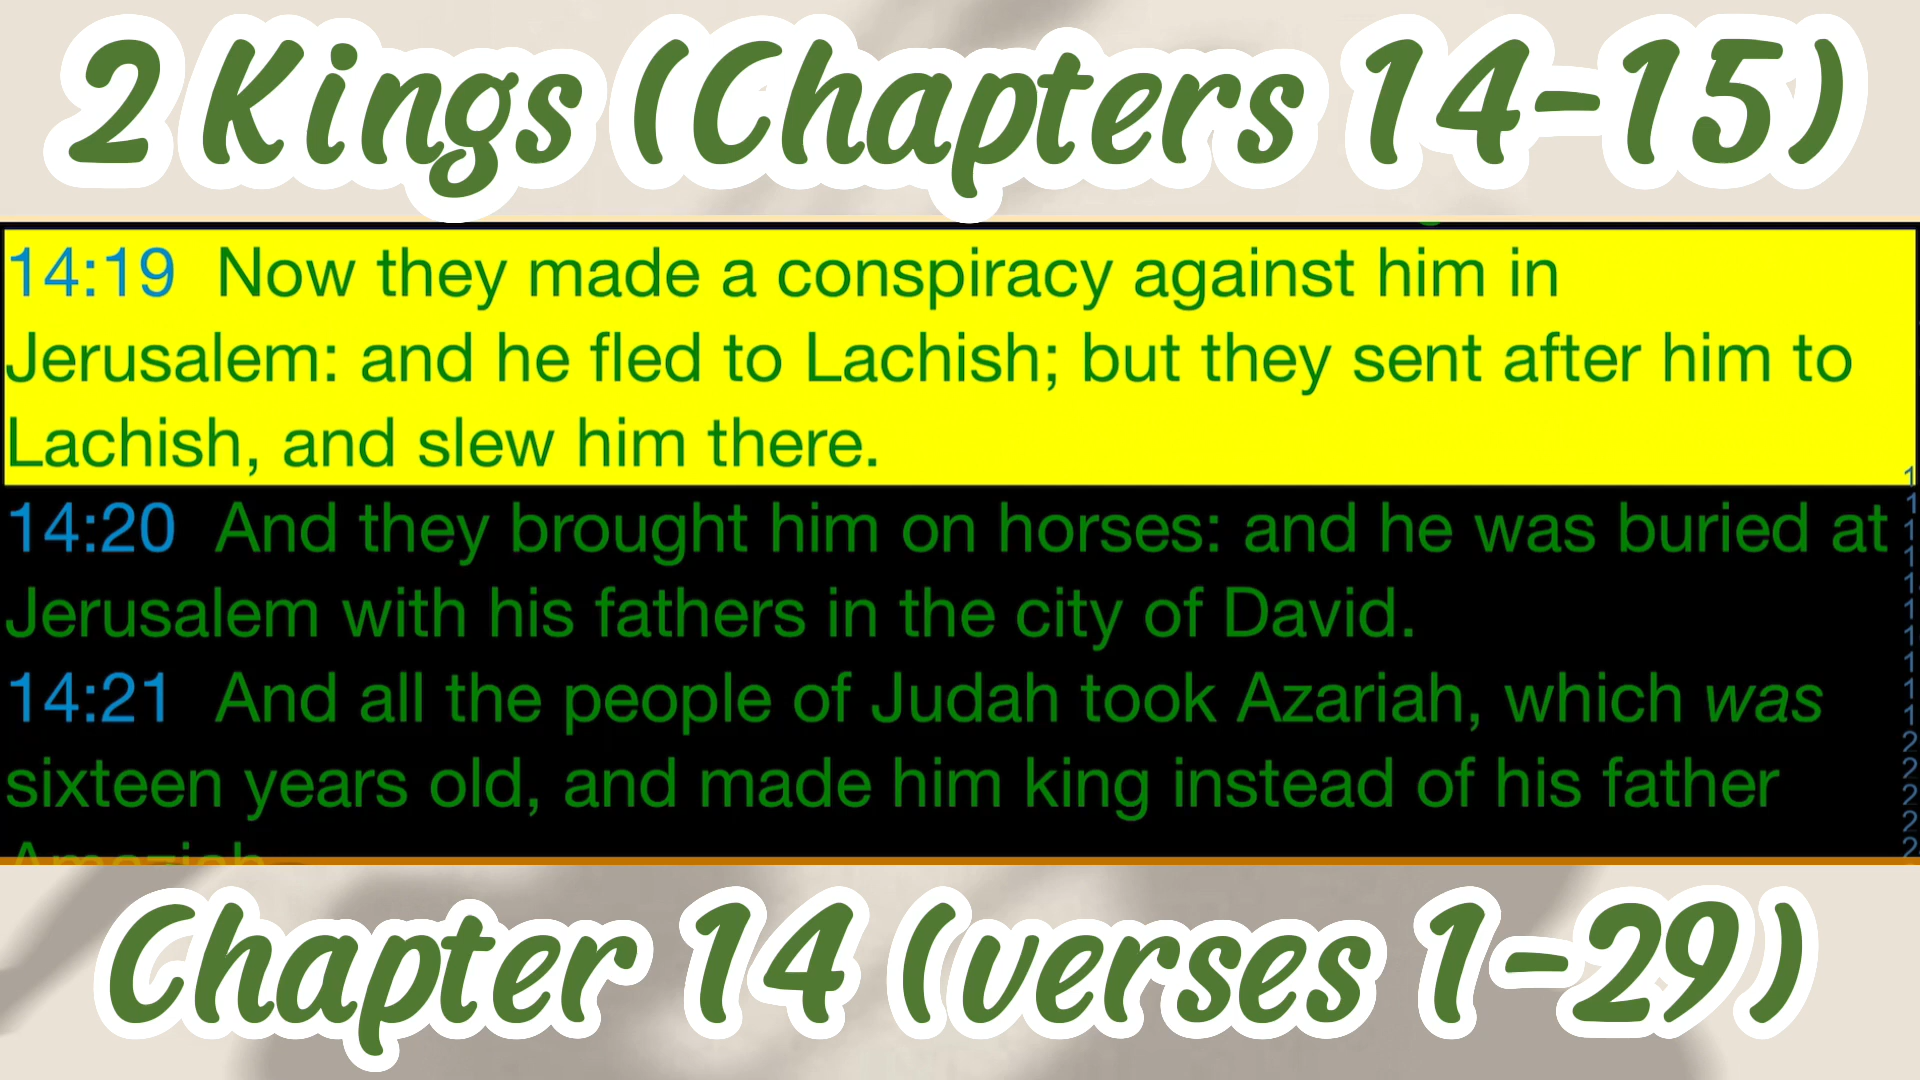 2 Kings (Chapters 14-15)
14:19 Now they made a conspiracy against him in
Jerusalem: and he fled to Lachish; but they sent after him to
Lachish, and slew him there.
14:20 And they brought him on horses: and he was buried at
Jerusalem with his fathers in the city of David.
14:21 And all the people of Judah took Azariah, which was
sixteen years old, and made him king instead of his father
Chapter 14 (verses 1-29)